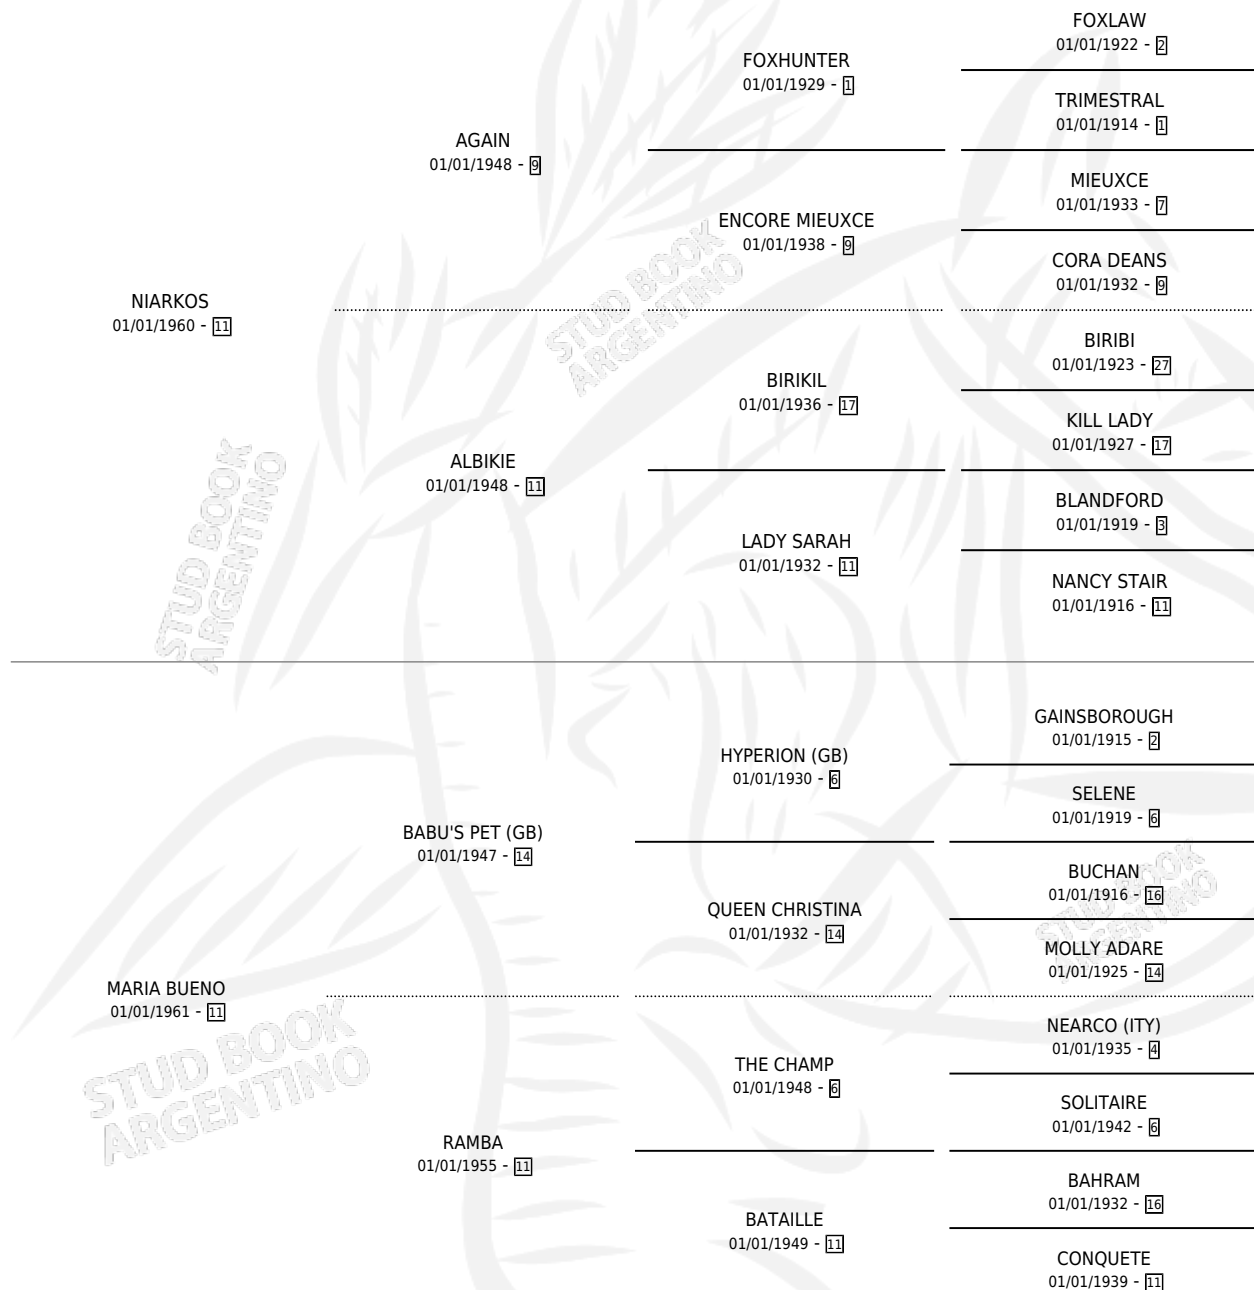 FOXLAW
01/01/1922 - 2
FOXHUNTER
01/01/1929 - 1
TRIMESTRAL
01/01/1914 - 1
AGAIN
01/01/1948 - 9
MIEUXCE
01/01/1933 - 7
ENCORE MIEUXCE
01/01/1938 - 9
CORA DEANS
01/01/1932 - 9
NIARKOS
01/01/1960 - 11
BIRIBI
01/01/1923 - 27
BIRIKIL
01/01/1936 - 17
KILL LADY
01/01/1927 - 17
ALBIKIE
01/01/1948 - 11
BLANDFORD
01/01/1919 - 3
LADY SARAH
01/01/1932 - 11
NANCY STAIR
01/01/1916 - 11
STUD BOOK
ARGENTINO
STUD BOOK
ARGENTINO
GAINSBOROUGH
01/01/1915 - 2
HYPERION (GB)
01/01/1930 - 6
SELENE
01/01/1919 - 6
BABU'S PET (GB)
01/01/1947 - 14
BUCHAN
01/01/1916 - 16
QUEEN CHRISTINA
01/01/1932 - 14
MOLLY ADARE
01/01/1925 - 14
MARIA BUENO
01/01/1961 - 11
NEARCO (ITY)
01/01/1935 - 4
THE CHAMP
01/01/1948 - 6
SOLITAIRE
01/01/1942 - 6
RAMBA
01/01/1955 - 11
BAHRAM
01/01/1932 - 16
BATAILLE
01/01/1949 - 11
CONQUETE
01/01/1939 - 11
STUD BOOK
ARGENTINO
STUD BOOK
ARGENTINO